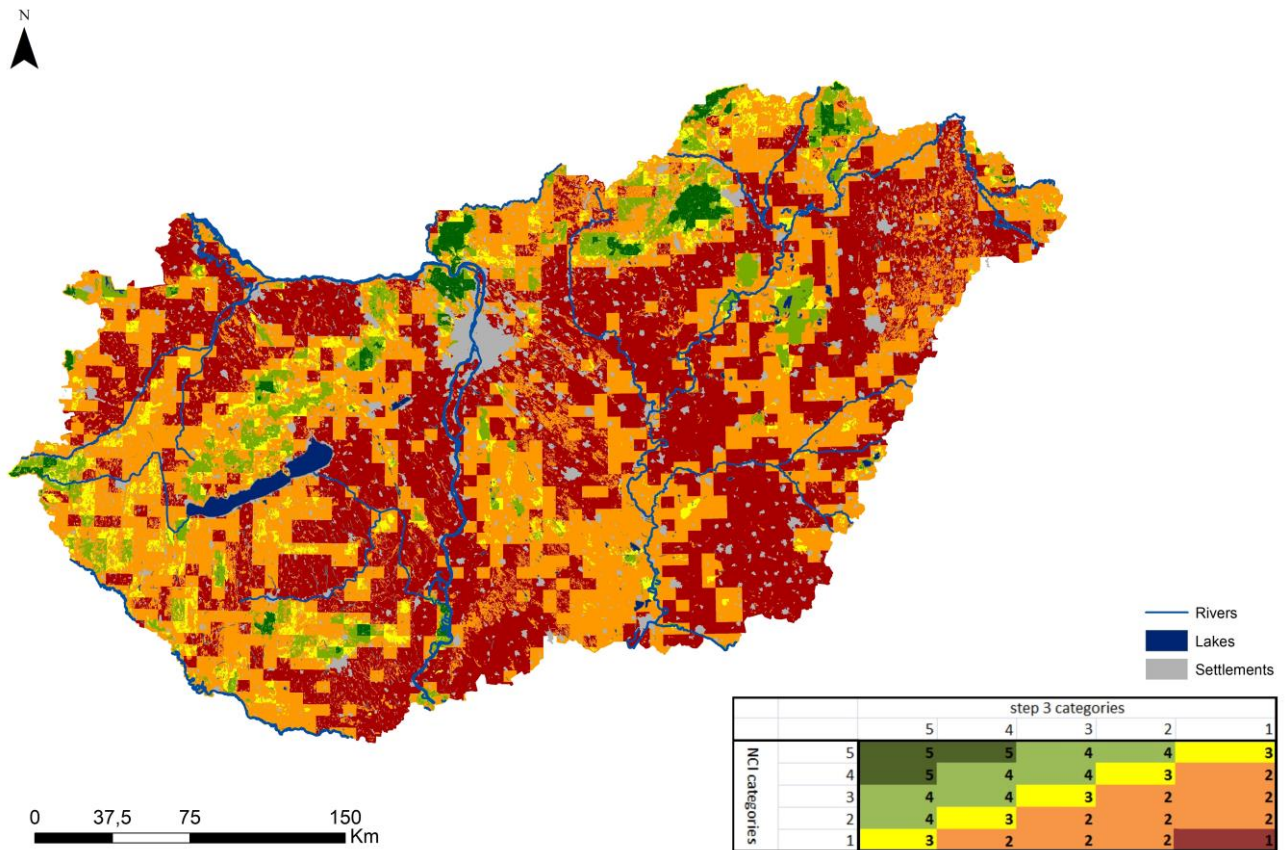 N
Rivers
Lakes
Settlements
step 3 categories
5 4 3 2 1
NCI categories
5 5 5 4 4 3
4 5 4 4 3 2
3 4 4 3 2 2
2 4 3 2 2 2
1 3 2 2 2 1
0 37,5 75 150
Km